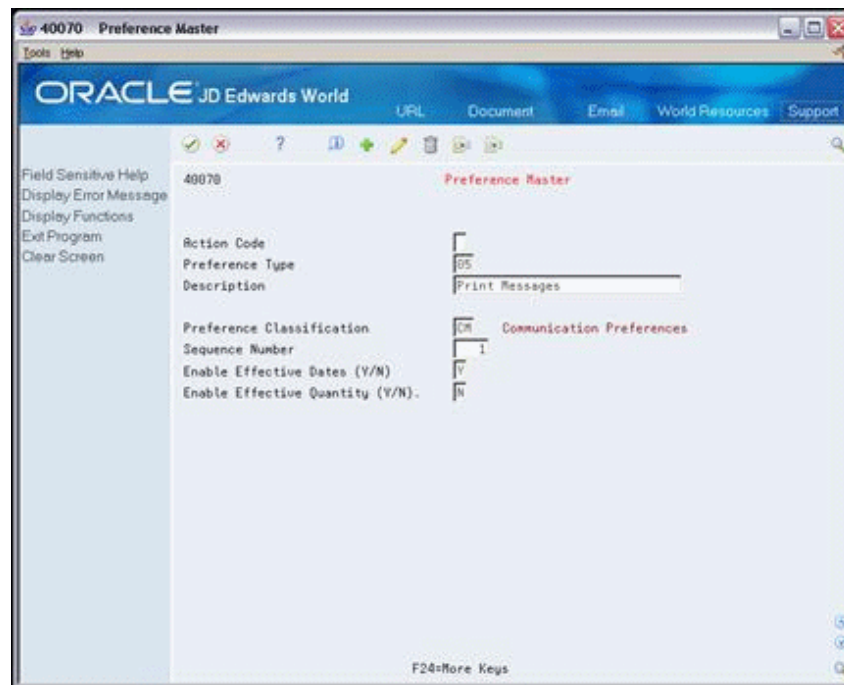 40070 Preference Master
Tools Help
ORACLE JD Edwards World
URL Document Email World Resources Support
Field Sensitive Help
Display Error Message
Display Functions
Exit Program
Clear Screen
40070 Preference Master
Action Code
Preference Type 05
Description Print Messages
Preference Classification CM Communication Preferences
Sequence Number 1
Enable Effective Dates (Y/N) Y
Enable Effective Quantity (Y/N). N
F24=More Keys